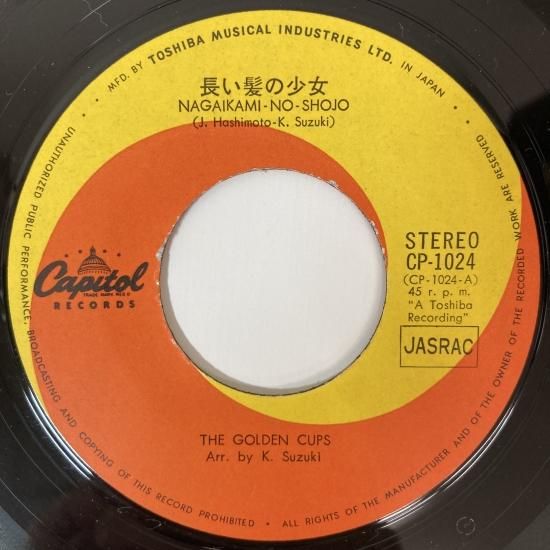 MFD. BY TOSHIBA MUSICAL INDUSTRIES LTD. IN JAPAN •
長い髪の少女
NAGAIKAMI-NO-SHOJO
(J. Hashimoto-K. Suzuki)
Capitol
TRADE MARK REG.
RECORDS
STEREO
CP-1024
(CP-1024-A)
45 r. p. m.
"A Toshiba
Recording"
JASRAC
THE GOLDEN CUPS
Arr. by K. Suzuki
UNAUTHORIZED PUBLIC PERFORMANCE, BROADCASTING AND COPYING OF THIS RECORD PROHIBITED • ALL RIGHTS OF THE MANUFACTURER AND OF THE OWNER OF THE RECORDED WORK ARE RESERVED